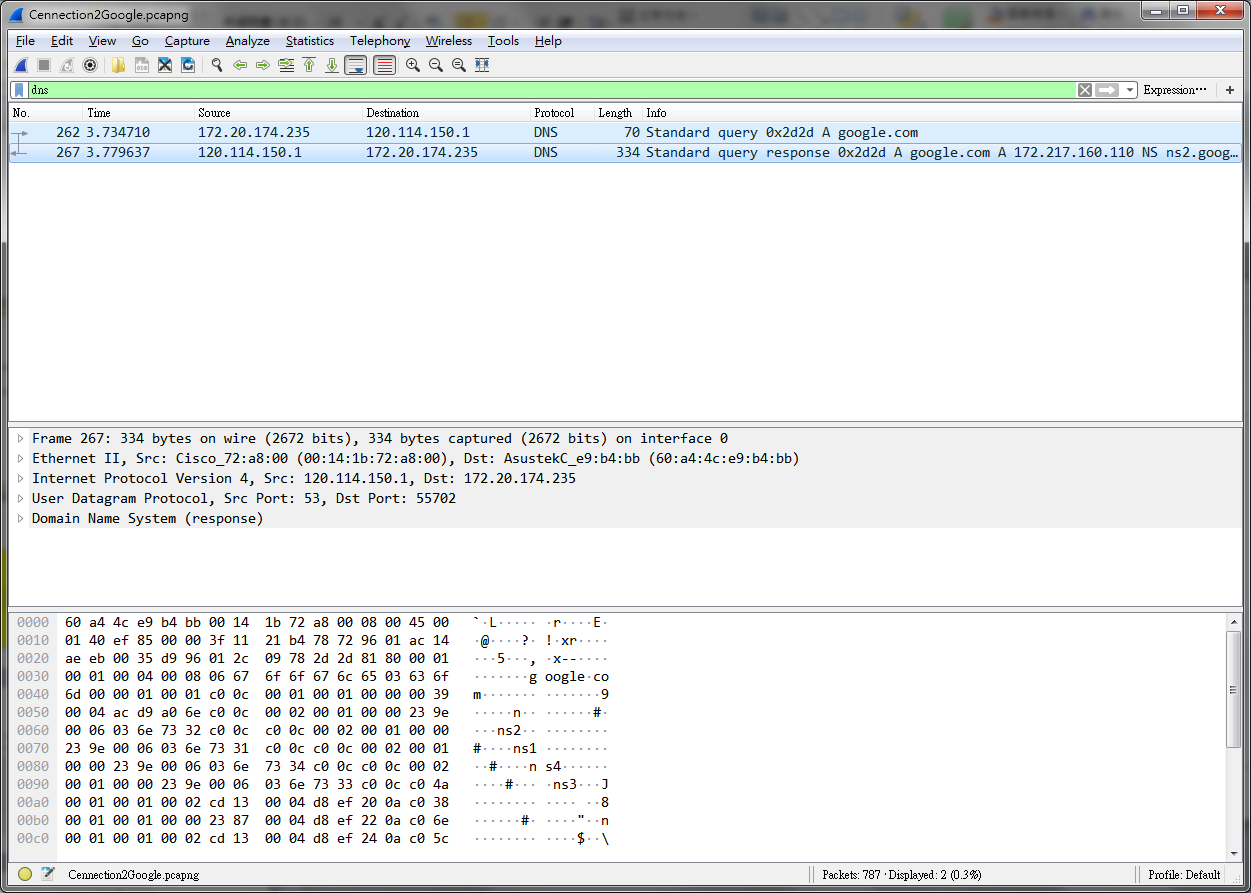 Cennection2Google.pcapng
File Edit View Go Capture Analyze Statistics Telephony Wireless Tools Help
dns Expression… +
No. Time Source Destination Protocol Length Info
262 3.734710 172.20.174.235 120.114.150.1 DNS 70 Standard query 0x2d2d A google.com
267 3.779637 120.114.150.1 172.20.174.235 DNS 334 Standard query response 0x2d2d A google.com A 172.217.160.110 NS ns2.goog…
Frame 267: 334 bytes on wire (2672 bits), 334 bytes captured (2672 bits) on interface 0
Ethernet II, Src: Cisco_72:a8:00 (00:14:1b:72:a8:00), Dst: AsustekC_e9:b4:bb (60:a4:4c:e9:b4:bb)
Internet Protocol Version 4, Src: 120.114.150.1, Dst: 172.20.174.235
User Datagram Protocol, Src Port: 53, Dst Port: 55702
Domain Name System (response)
0000 60 a4 4c e9 b4 bb 00 14 1b 72 a8 00 08 00 45 00 `·L····· ·r····E·
0010 01 40 ef 85 00 00 3f 11 21 b4 78 72 96 01 ac 14 ·@····?· !·xr····
0020 ae eb 00 35 d9 96 01 2c 09 78 2d 2d 81 80 00 01 ···5···, ·x--····
0030 00 01 00 04 00 08 06 67 6f 6f 67 6c 65 03 63 6f ·······g oogle·co
0040 6d 00 00 01 00 01 c0 0c 00 01 00 01 00 00 00 39 m······· ·······9
0050 00 04 ac d9 a0 6e c0 0c 00 02 00 01 00 00 23 9e ·····n·· ······#·
0060 00 06 03 6e 73 32 c0 0c c0 0c 00 02 00 01 00 00 ···ns2·· ········
0070 23 9e 00 06 03 6e 73 31 c0 0c c0 0c 00 02 00 01 #····ns1 ········
0080 00 00 23 9e 00 06 03 6e 73 34 c0 0c c0 0c 00 02 ··#····n s4······
0090 00 01 00 00 23 9e 00 06 03 6e 73 33 c0 0c c0 4a ····#··· ·ns3···J
00a0 00 01 00 01 00 02 cd 13 00 04 d8 ef 20 0a c0 38 ········ ···· ··8
00b0 00 01 00 01 00 00 23 87 00 04 d8 ef 22 0a c0 6e ······#· ····"··n
00c0 00 01 00 01 00 02 cd 13 00 04 d8 ef 24 0a c0 5c ········ ····$··\
Cennection2Google.pcapng Packets: 787 · Displayed: 2 (0.3%) Profile: Default